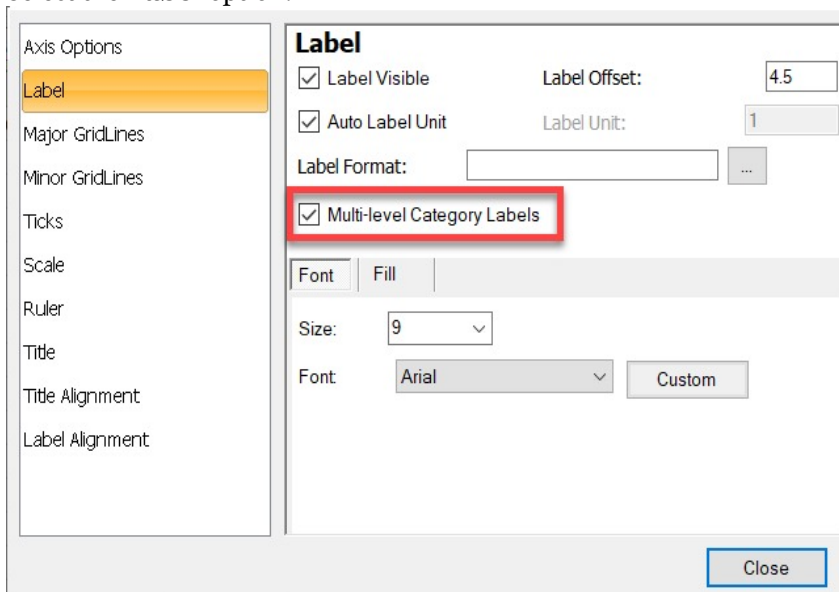 Axis Options
Label
Major GridLines
Minor GridLines
Ticks
Scale
Ruler
Title
Title Alignment
Label Alignment
Label
Label Visible
Label Offset: 4.5
Auto Label Unit
Label Unit: 1
Label Format: ...
Multi-level Category Labels
Font Fill
Size: 9
Font: Arial Custom
Close